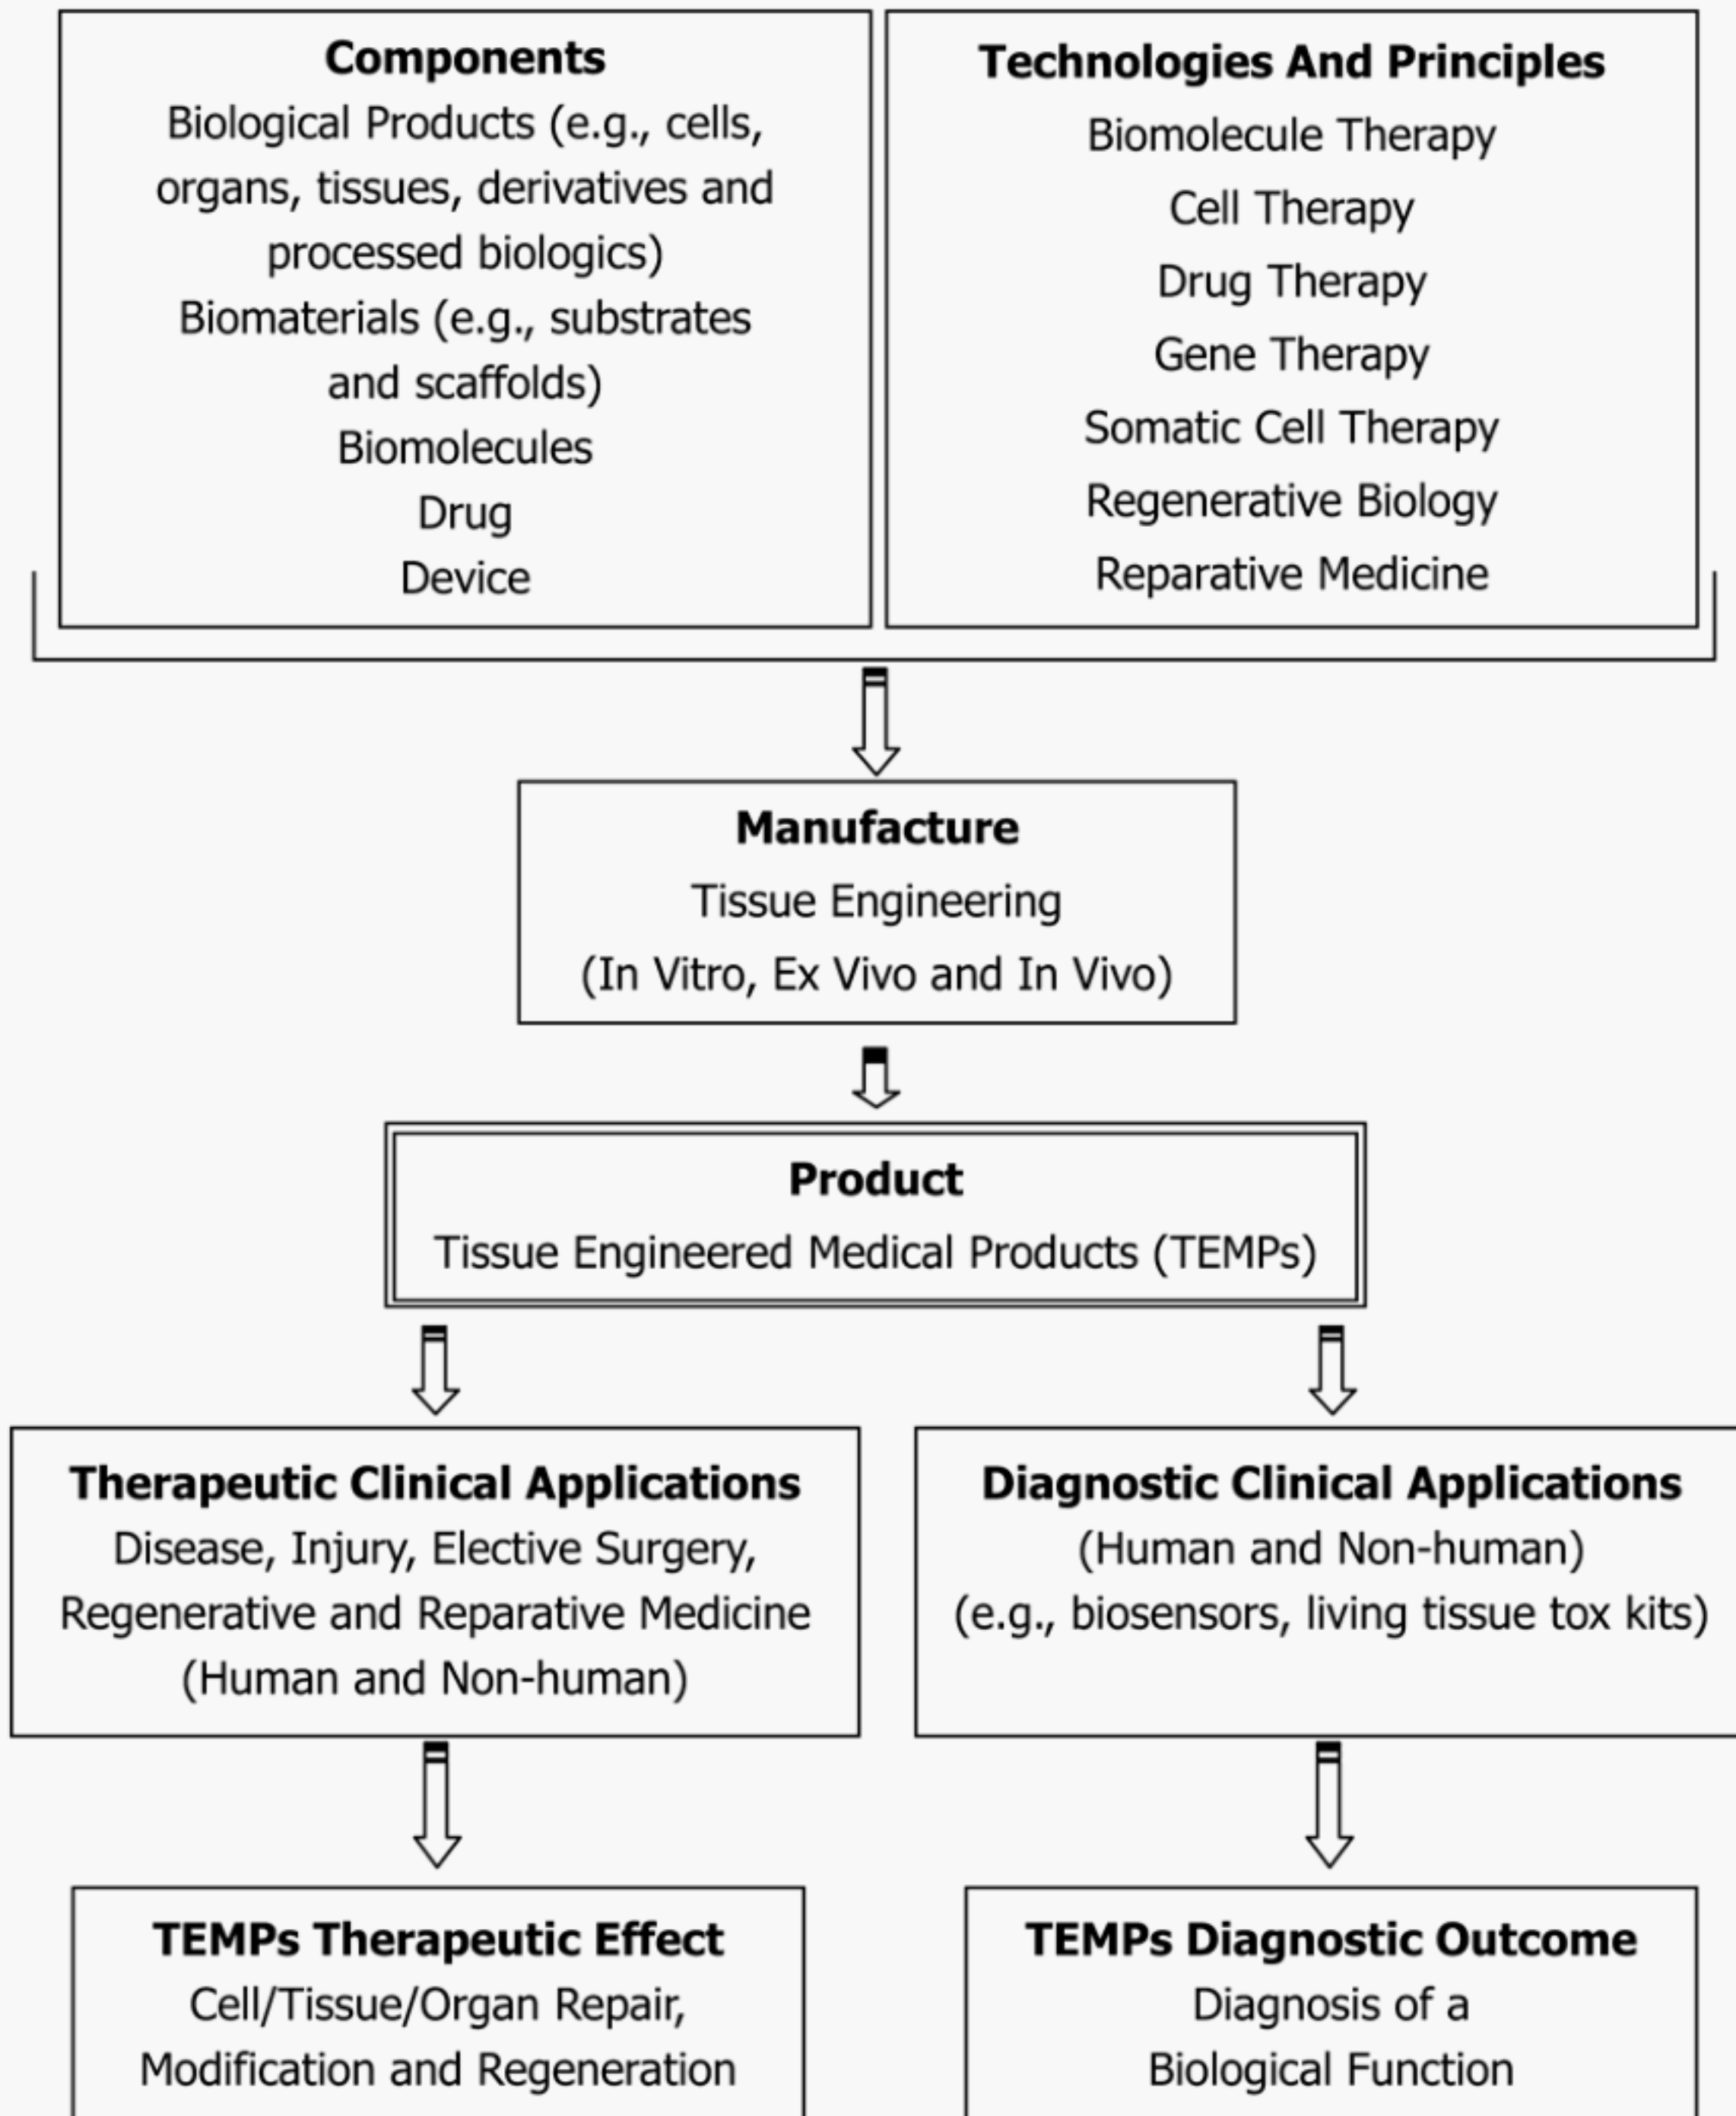 Components
Biological Products (e.g., cells,
organs, tissues, derivatives and
processed biologics)
Biomaterials (e.g., substrates
and scaffolds)
Biomolecules
Drug
Device
Technologies And Principles
Biomolecule Therapy
Cell Therapy
Drug Therapy
Gene Therapy
Somatic Cell Therapy
Regenerative Biology
Reparative Medicine
Manufacture
Tissue Engineering
(In Vitro, Ex Vivo and In Vivo)
Product
Tissue Engineered Medical Products (TEMPs)
Therapeutic Clinical Applications
Disease, Injury, Elective Surgery,
Regenerative and Reparative Medicine
(Human and Non-human)
Diagnostic Clinical Applications
(Human and Non-human)
(e.g., biosensors, living tissue tox kits)
TEMPs Therapeutic Effect
Cell/Tissue/Organ Repair,
Modification and Regeneration
TEMPs Diagnostic Outcome
Diagnosis of a
Biological Function